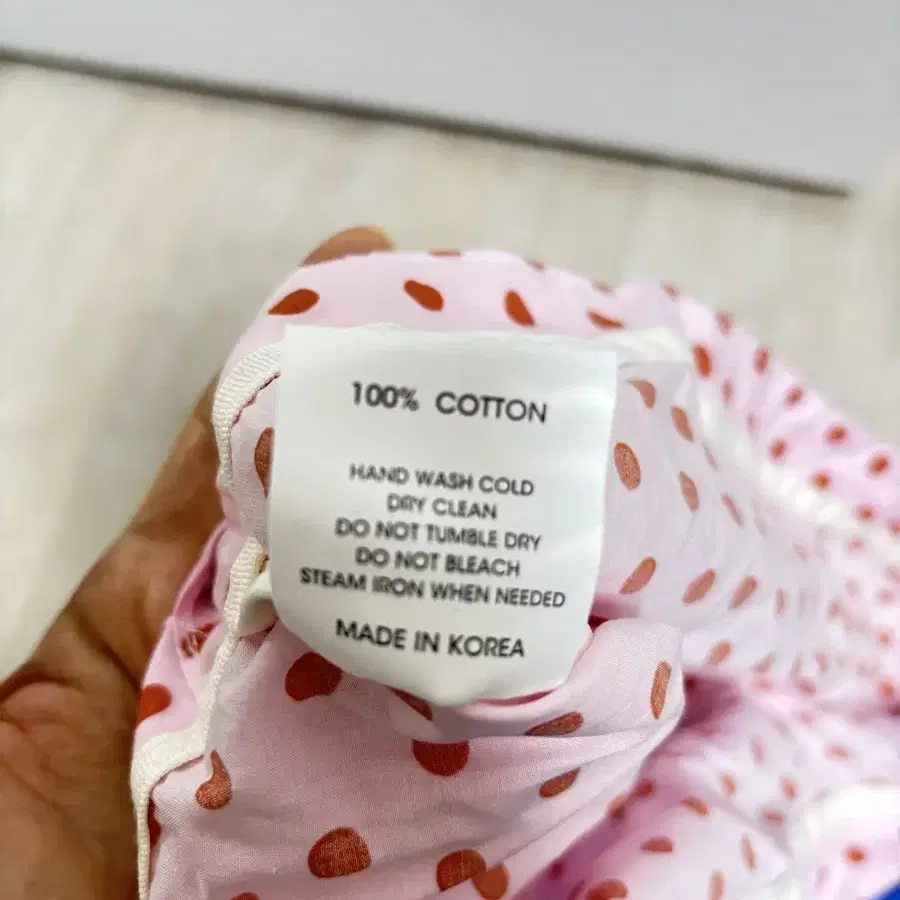 100% COTTON
HAND WASH COLD
DRY CLEAN
DO NOT TUMBLE DRY
DO NOT BLEACH
STEAM IRON WHEN NEEDED
MADE IN KOREA